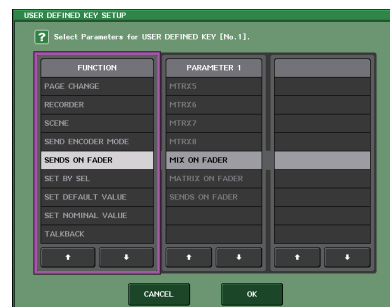 USER DEFINED KEY SETUP
? Select Parameters for USER DEFINED KEY [No.1].
FUNCTION
PAGE CHANGE
RECORDER
SCENE
SEND ENCODER MODE
SENDS ON FADER
SET BY SEL
SET DEFAULT VALUE
SET NOMINAL VALUE
TALKBACK
PARAMETER 1
MTRX5
MTRX6
MTRX7
MTRX8
MIX ON FADER
MATRIX ON FADER
SENDS ON FADER
CANCEL
OK